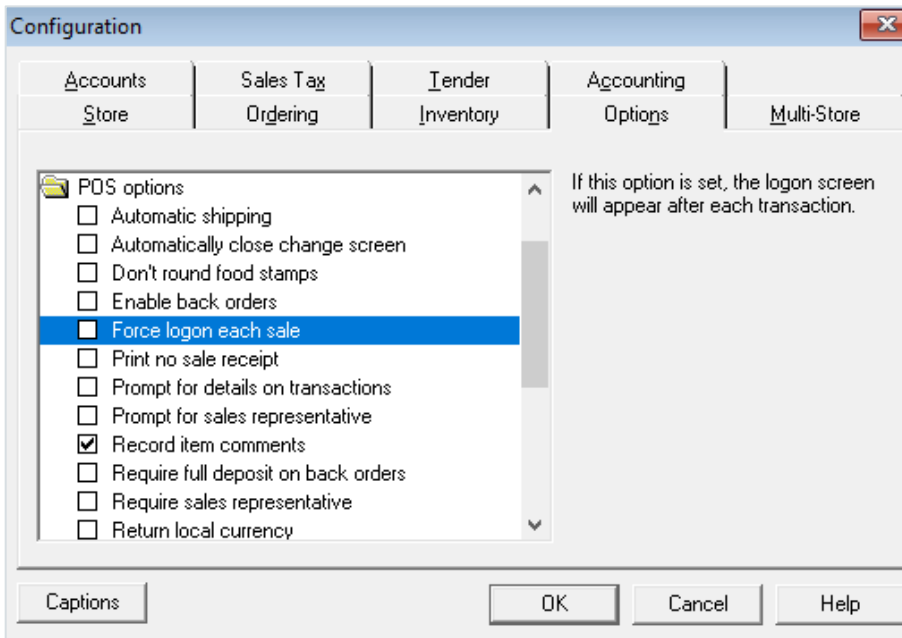 Configuration
Accounts
Sales Tax
Tender
Accounting
Store
Ordering
Inventory
Options
Multi-Store
POS options
Automatic shipping
Automatically close change screen
Don't round food stamps
Enable back orders
Force logon each sale
Print no sale receipt
Prompt for details on transactions
Prompt for sales representative
Record item comments
Require full deposit on back orders
Require sales representative
Return local currency
If this option is set, the logon screen
will appear after each transaction.
Captions
OK
Cancel
Help